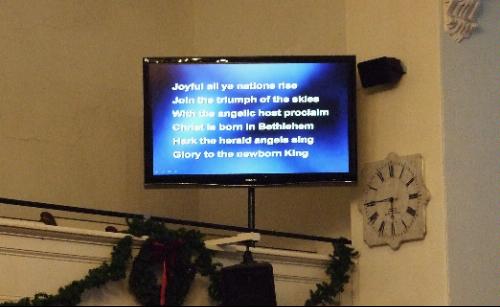 Joyful all ye nations rise
Join the triumph of the skies
With the angelic host proclaim
Christ is born in Bethlehem
Hark the herald angels sing
Glory to the newborn King